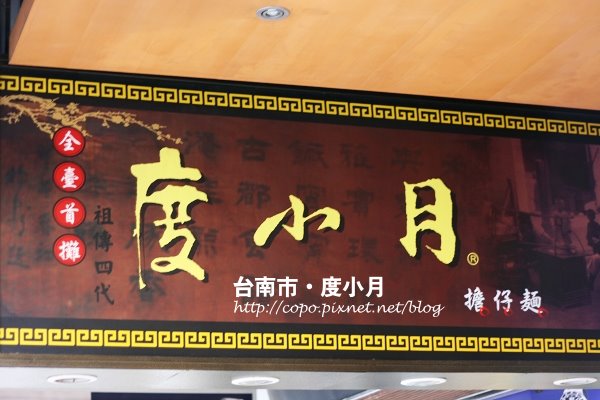 全臺首攤
祖傳四代
度小月®
擔仔麵
台南市・度小月
http://copo.pixnet.net/blog